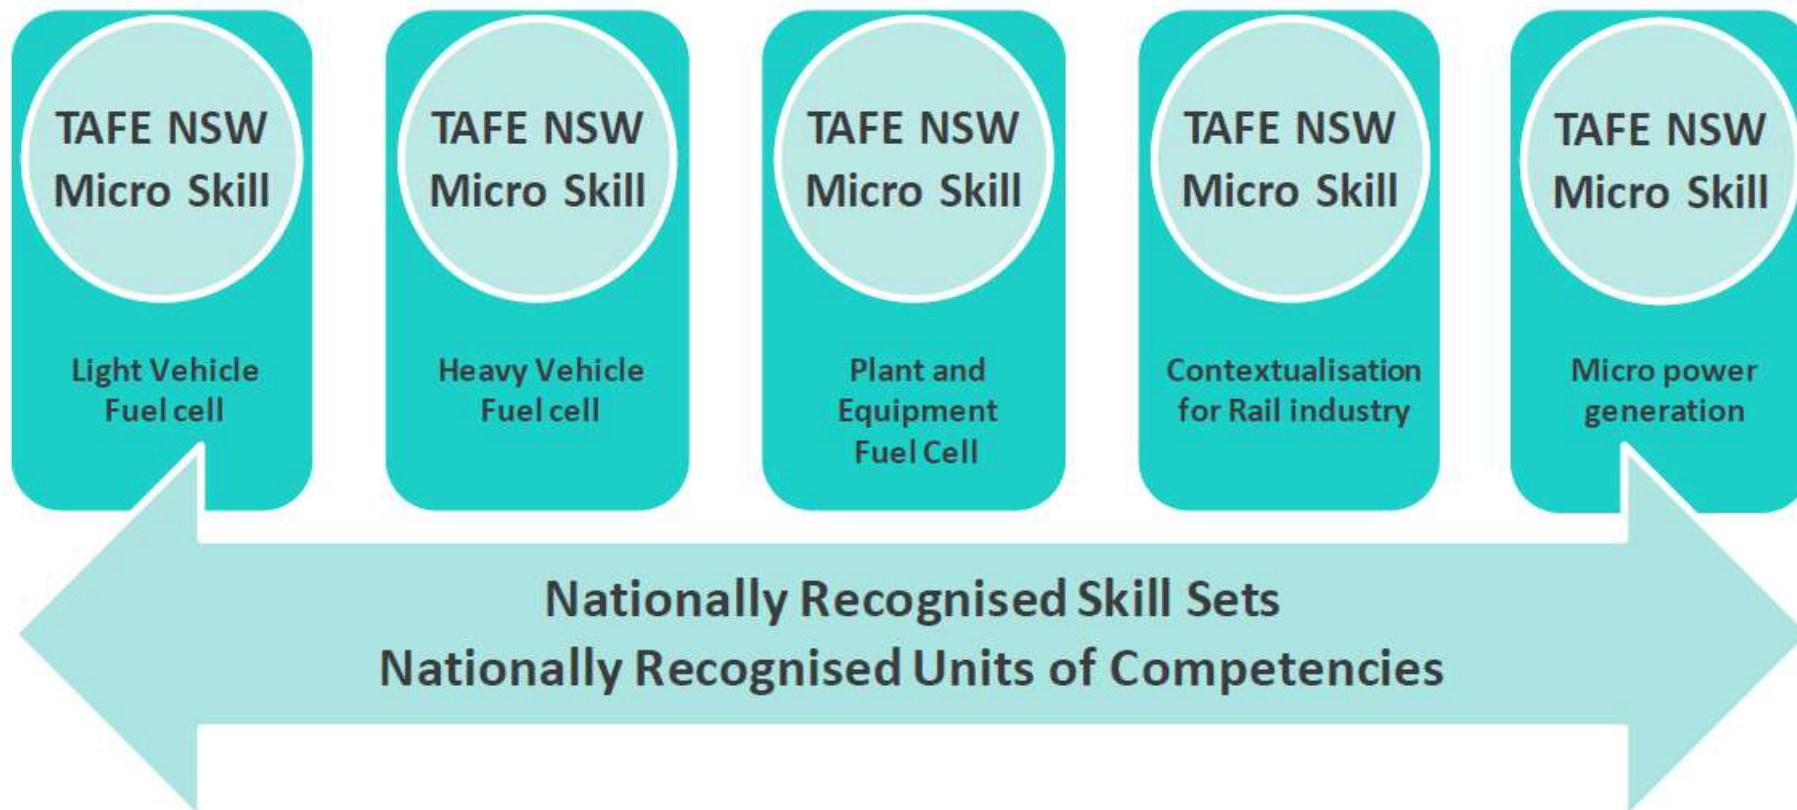 TAFE NSW
Micro Skill
Light Vehicle
Fuel cell
TAFE NSW
Micro Skill
Heavy Vehicle
Fuel cell
TAFE NSW
Micro Skill
Plant and
Equipment
Fuel Cell
TAFE NSW
Micro Skill
Contextualisation
for Rail industry
TAFE NSW
Micro Skill
Micro power
generation
Nationally Recognised Skill Sets
Nationally Recognised Units of Competencies